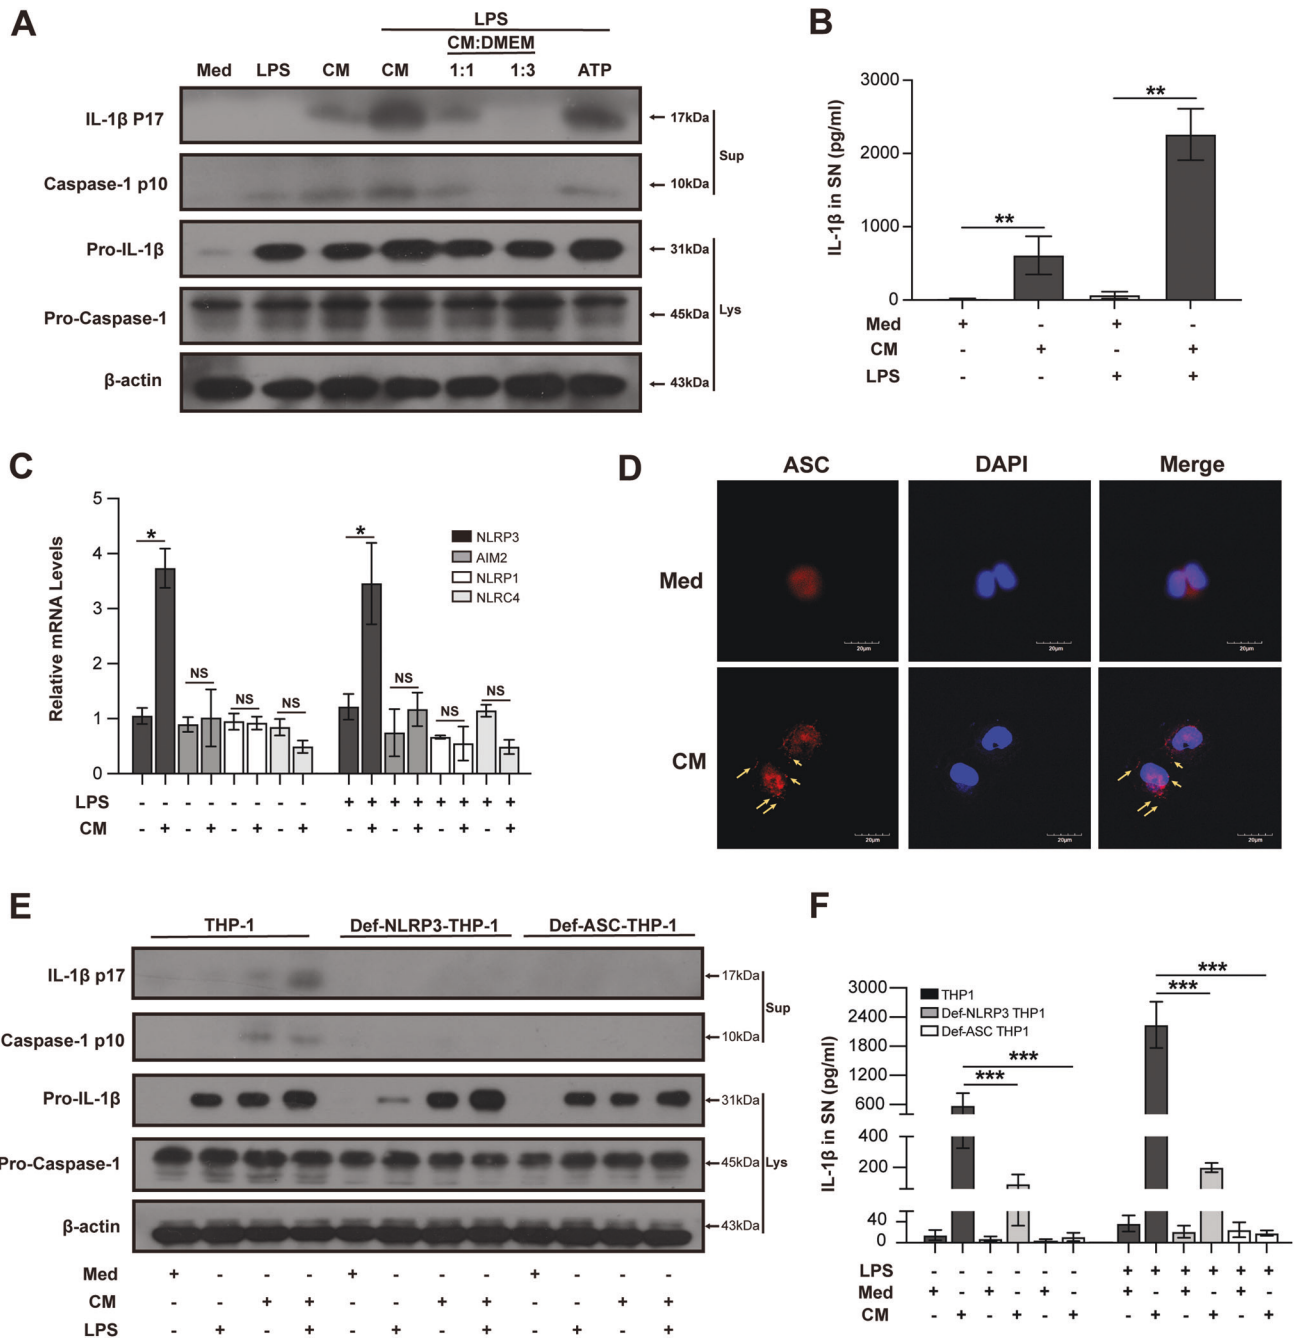 A
LPS
CM:DMEM
Med LPS CM CM 1:1 1:3 ATP
IL-1β P17
17kDa
Caspase-1 p10
10kDa
Sup
Pro-IL-1β
31kDa
Pro-Caspase-1
45kDa
Lys
β-actin
43kDa
B
IL-1β in SN (pg/ml)
3000
2000
1000
0
**
**
Med + - + -
CM - + - +
LPS - - + +
C
Relative mRNA Levels
5
4
3
2
1
0
* NS NS NS * NS NS NS
NLRP3
AIM2
NLRP1
NLRC4
LPS - - - - - - - - + + + + + + + +
CM - + - + - + - + - + - + - + - +
D
ASC DAPI Merge
Med
20μm 20μm 20μm
CM
20μm 20μm 20μm
E
THP-1 Def-NLRP3-THP-1 Def-ASC-THP-1
IL-1β p17
17kDa
Caspase-1 p10
10kDa
Sup
Pro-IL-1β
31kDa
Pro-Caspase-1
45kDa
Lys
β-actin
43kDa
Med + - - - + - - - + - - -
CM - - + + - - + + - - + +
LPS - + - + - + - + - + - +
F
IL-1β in SN (pg/ml)
3000
2400
1800
1200
600
400
200
40
0
THP1
Def-NLRP3 THP1
Def-ASC THP1
***
***
***
***
LPS + + + + + +
Med + + + + + +
CM + + + + + +